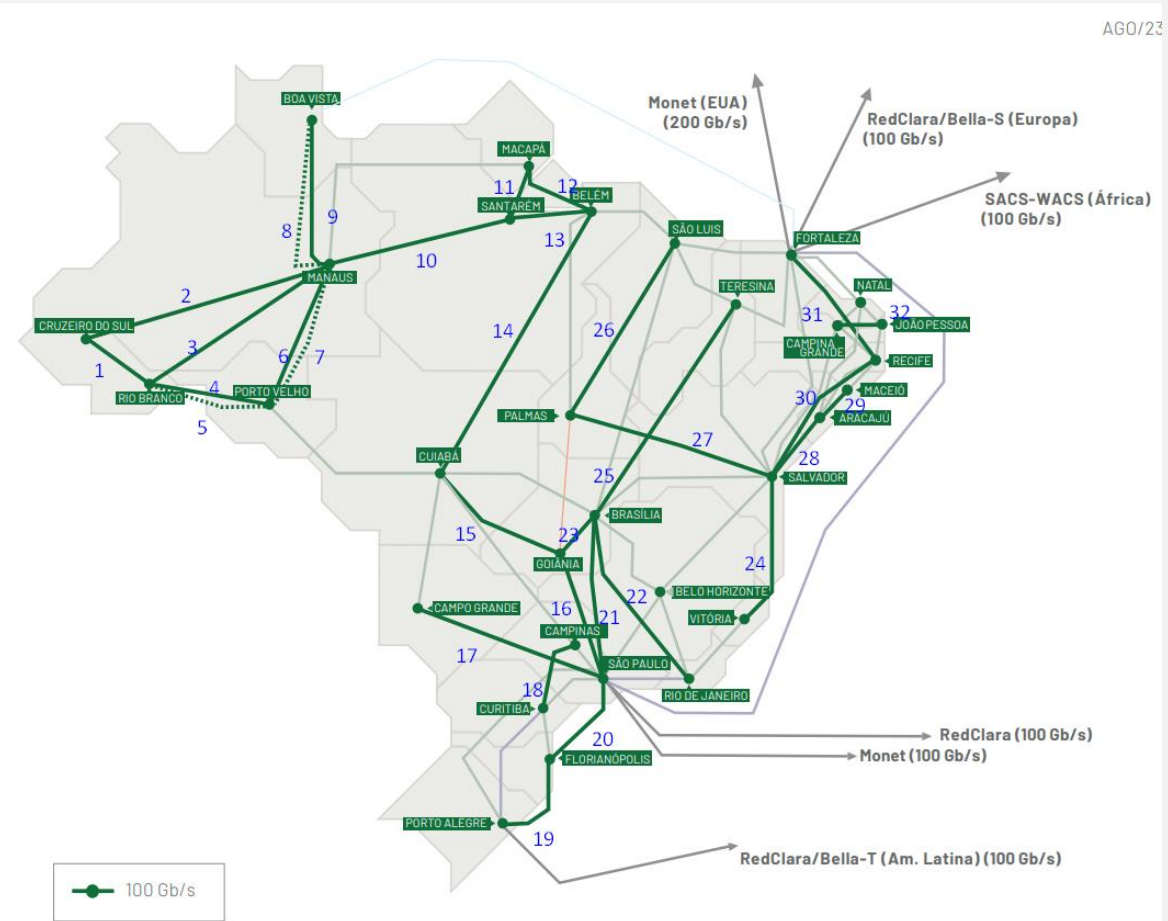 AGO/23
BOA VISTA
Monet (EUA)
(200 Gb/s)
RedClara/Bella-S (Europa)
(100 Gb/s)
MACAPÁ
SACS-WACS (África)
(100 Gb/s)
11
12
BELÉM
SANTARÉM
8
9
13
SÃO LUIS
FORTALEZA
10
MANAUS
TERESINA
NATAL
2
CRUZEIRO DO SUL
26
14
31
32
JOÃO PESSOA
CAMPINA
GRANDE
3
6
7
RECIFE
1
4
PORTO VELHO
RIO BRANCO
MACEIÓ
30
29
5
PALMAS
ARACAJÚ
27
CUIABÁ
28
25
SALVADOR
BRASÍLIA
15
23
GOIÂNIA
24
22
BELO HORIZONTE
CAMPO GRANDE
16
21
VITÓRIA
CAMPINAS
17
SÃO PAULO
18
RIO DE JANEIRO
CURITIBA
20
RedClara (100 Gb/s)
FLORIANÓPOLIS
Monet (100 Gb/s)
PORTO ALEGRE
19
RedClara/Bella-T (Am. Latina) (100 Gb/s)
100 Gb/s